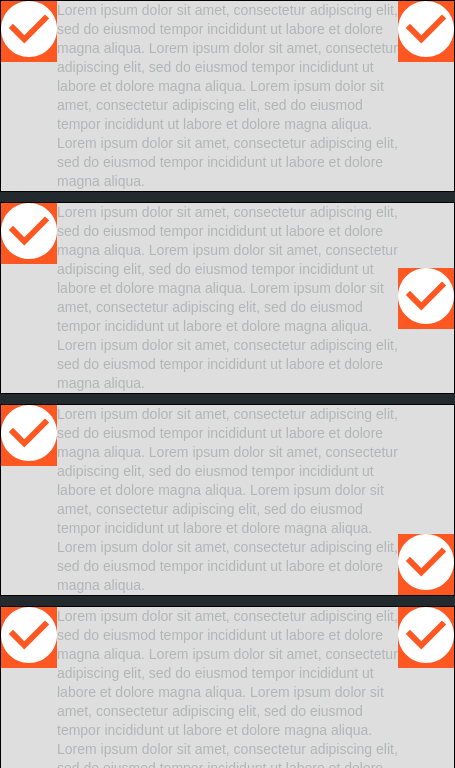 Lorem ipsum dolor sit amet, consectetur adipiscing elit,
sed do eiusmod tempor incididunt ut labore et dolore
magna aliqua. Lorem ipsum dolor sit amet, consectetur
adipiscing elit, sed do eiusmod tempor incididunt ut
labore et dolore magna aliqua. Lorem ipsum dolor sit
amet, consectetur adipiscing elit, sed do eiusmod
tempor incididunt ut labore et dolore magna aliqua.
Lorem ipsum dolor sit amet, consectetur adipiscing elit,
sed do eiusmod tempor incididunt ut labore et dolore
magna aliqua.
Lorem ipsum dolor sit amet, consectetur adipiscing elit,
sed do eiusmod tempor incididunt ut labore et dolore
magna aliqua. Lorem ipsum dolor sit amet, consectetur
adipiscing elit, sed do eiusmod tempor incididunt ut
labore et dolore magna aliqua. Lorem ipsum dolor sit
amet, consectetur adipiscing elit, sed do eiusmod
tempor incididunt ut labore et dolore magna aliqua.
Lorem ipsum dolor sit amet, consectetur adipiscing elit,
sed do eiusmod tempor incididunt ut labore et dolore
magna aliqua.
Lorem ipsum dolor sit amet, consectetur adipiscing elit,
sed do eiusmod tempor incididunt ut labore et dolore
magna aliqua. Lorem ipsum dolor sit amet, consectetur
adipiscing elit, sed do eiusmod tempor incididunt ut
labore et dolore magna aliqua. Lorem ipsum dolor sit
amet, consectetur adipiscing elit, sed do eiusmod
tempor incididunt ut labore et dolore magna aliqua.
Lorem ipsum dolor sit amet, consectetur adipiscing elit,
sed do eiusmod tempor incididunt ut labore et dolore
magna aliqua.
Lorem ipsum dolor sit amet, consectetur adipiscing elit,
sed do eiusmod tempor incididunt ut labore et dolore
magna aliqua. Lorem ipsum dolor sit amet, consectetur
adipiscing elit, sed do eiusmod tempor incididunt ut
labore et dolore magna aliqua. Lorem ipsum dolor sit
amet, consectetur adipiscing elit, sed do eiusmod
tempor incididunt ut labore et dolore magna aliqua.
Lorem ipsum dolor sit amet, consectetur adipiscing elit,
sed do eiusmod tempor incididunt ut labore et dolore